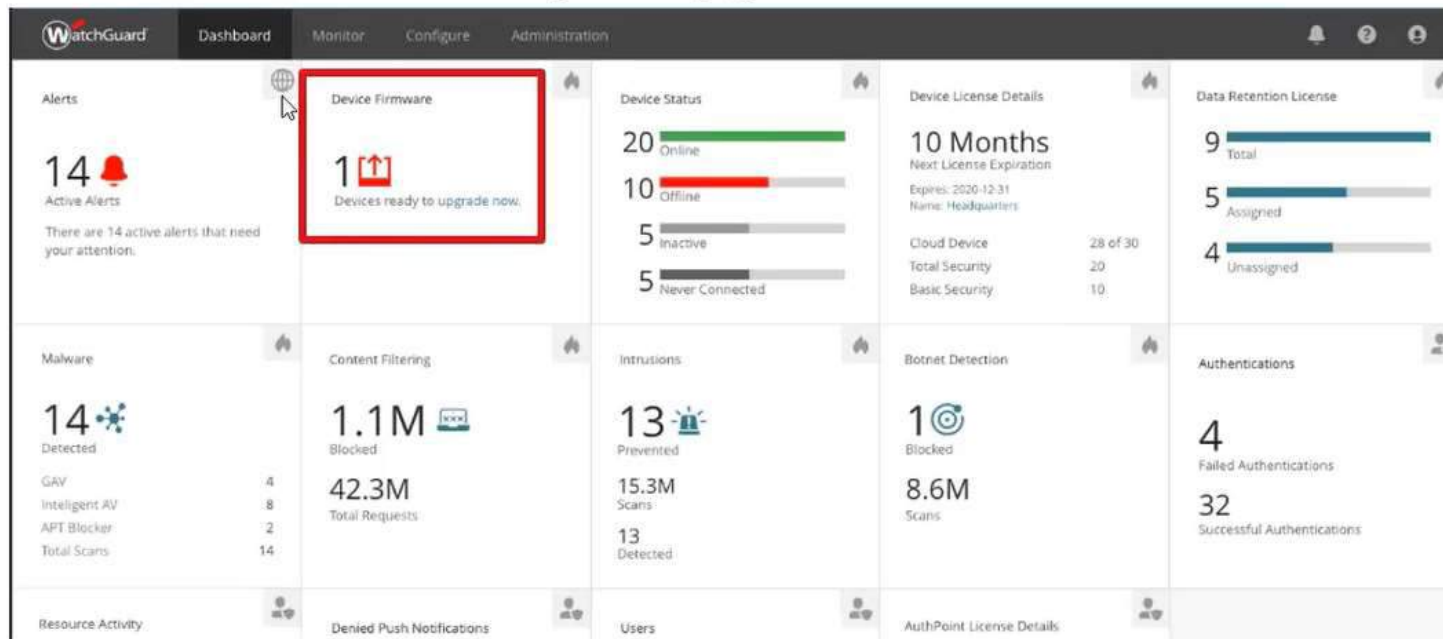 WatchGuard Dashboard Monitor Configure Administration
Alerts
14
Active Alerts
There are 14 active alerts that need
your attention.
Device Firmware
1
Devices ready to upgrade now.
Device Status
20 Online
10 Offline
5 Inactive
5 Never Connected
Device License Details
10 Months
Next License Expiration
Expires: 2020-12-31
Name: Headquarters
Cloud Device 28 of 30
Total Security 20
Basic Security 10
Data Retention License
9 Total
5 Assigned
4 Unassigned
Malware
14
Detected
GAV 4
Inteligent AV 8
APT Blocker 2
Total Scans 14
Content Filtering
1.1M
Blocked
42.3M
Total Requests
Intrusions
13
Prevented
15.3M
Scans
13
Detected
Botnet Detection
1
Blocked
8.6M
Scans
Authentications
4
Failed Authentications
32
Successful Authentications
Resource Activity
Denied Push Notifications
Users
AuthPoint License Details